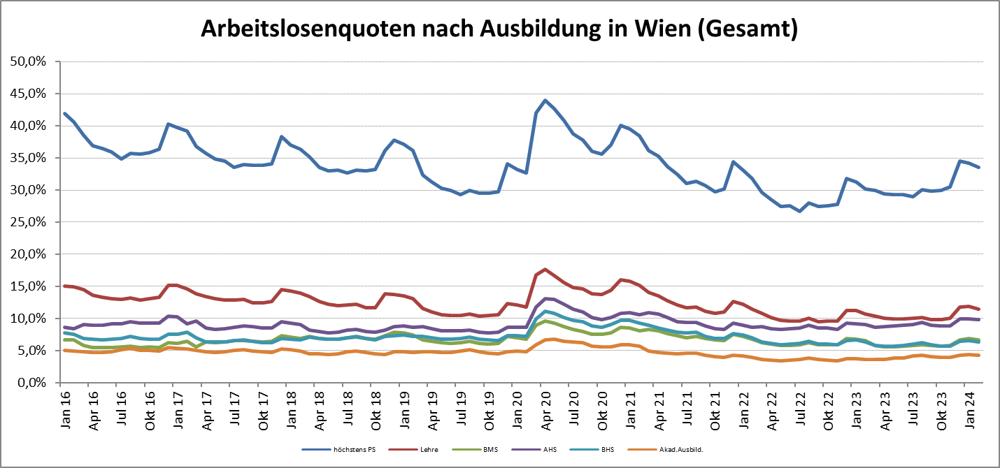 Arbeitslosenquoten nach Ausbildung in Wien (Gesamt)
50,0%
45,0%
40,0%
35,0%
30,0%
25,0%
20,0%
15,0%
10,0%
5,0%
0,0%
Jan 16
Apr 16
Jul 16
Okt 16
Jan 17
Apr 17
Jul 17
Okt 17
Jan 18
Apr 18
Jul 18
Okt 18
Jan 19
Apr 19
Jul 19
Okt 19
Jan 20
Apr 20
Jul 20
Okt 20
Jan 21
Apr 21
Jul 21
Okt 21
Jan 22
Apr 22
Jul 22
Okt 22
Jan 23
Apr 23
Jul 23
Okt 23
Jan 24
höchstens PS Lehre BMS AHS BHS Akad.Ausbild.